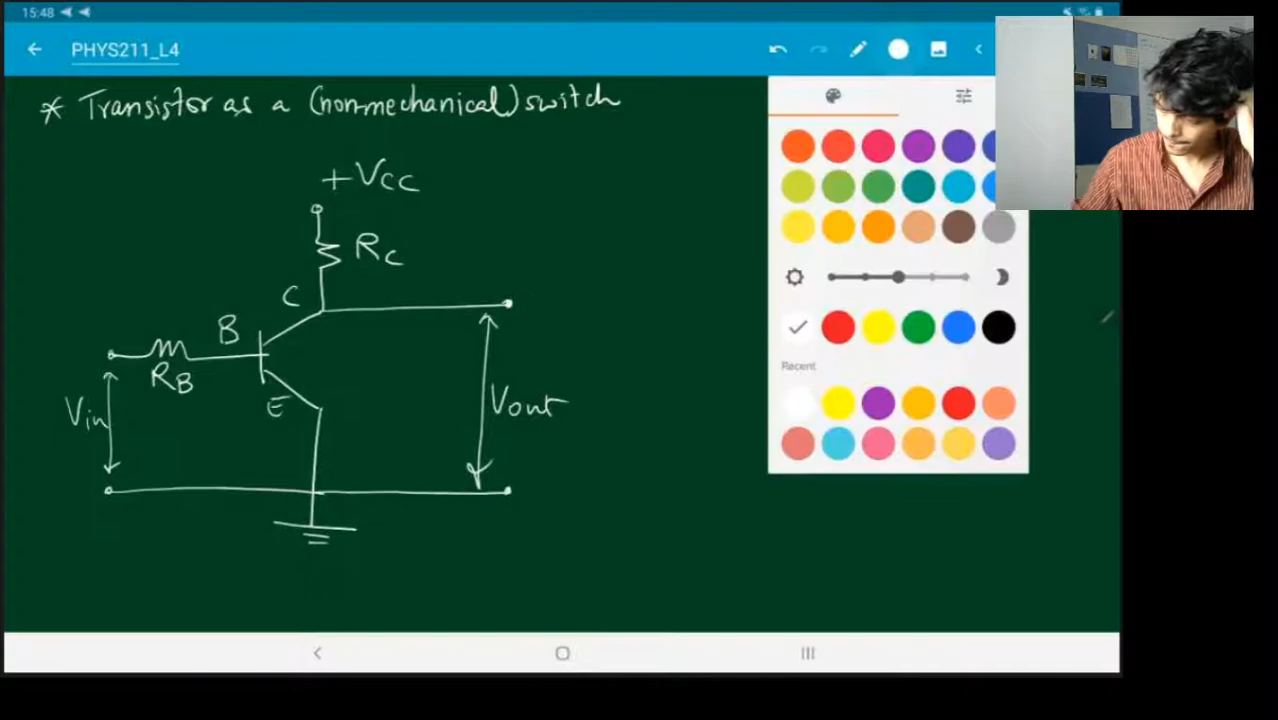 15:48
PHYS211_L4
* Transistor as a (non-mechanical) switch
+VCC
RC
C
B
RB
E
Vin
Vout
Recent